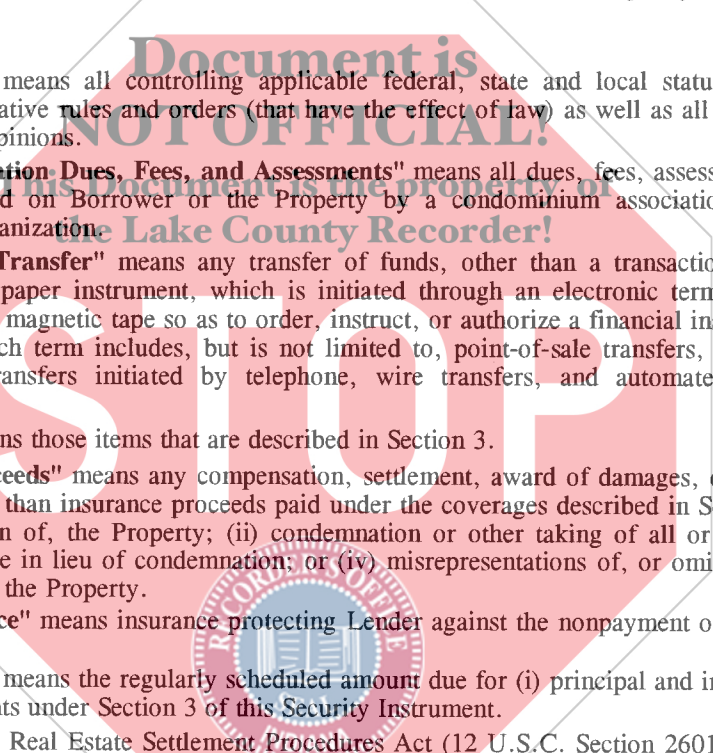 Document is
means all controlling applicable federal, state and local statu
ative rules and orders (that have the effect of law) as well as all
NOT OFFICIAL!
pinions.
tion Dues, Fees, and Assessments" means all dues, fees, assess
This Document is the property of
d on Borrower or the Property by a condominium associatio
anization.
the Lake County Recorder!
Transfer" means any transfer of funds, other than a transactio
paper instrument, which is initiated through an electronic term
magnetic tape so as to order, instruct, or authorize a financial in
ch term includes, but is not limited to, point-of-sale transfers,
ransfers initiated by telephone, wire transfers, and automate
STOP
ns those items that are described in Section 3.
ceeds" means any compensation, settlement, award of damages,
than insurance proceeds paid under the coverages described in S
n of, the Property; (ii) condemnation or other taking of all or
e in lieu of condemnation; or (iv) misrepresentations of, or omi
the Property.
RECORDER'S OFFICE
ce" means insurance protecting Lender against the nonpayment o
means the regularly scheduled amount due for (i) principal and in
ts under Section 3 of this Security Instrument.
INDIANA
Real Estate Settlement Procedures Act (12 U.S.C. Section 2601